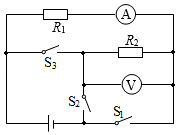 R₁ A
S₃ R₂
V
S₂ S₁